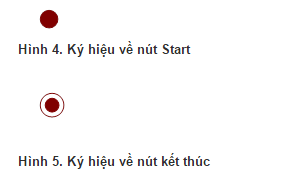 Hình 4. Ký hiệu về nút Start
Hình 5. Ký hiệu về nút kết thúc